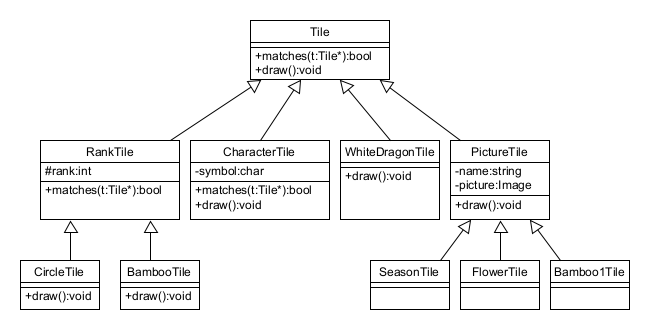 Tile
+matches(t:Tile*):bool
+draw():void
RankTile
#rank:int
+matches(t:Tile*):bool
CharacterTile
-symbol:char
+matches(t:Tile*):bool
+draw():void
WhiteDragonTile
+draw():void
PictureTile
-name:string
-picture:Image
+draw():void
CircleTile
+draw():void
BambooTile
+draw():void
SeasonTile
FlowerTile
Bamboo1Tile